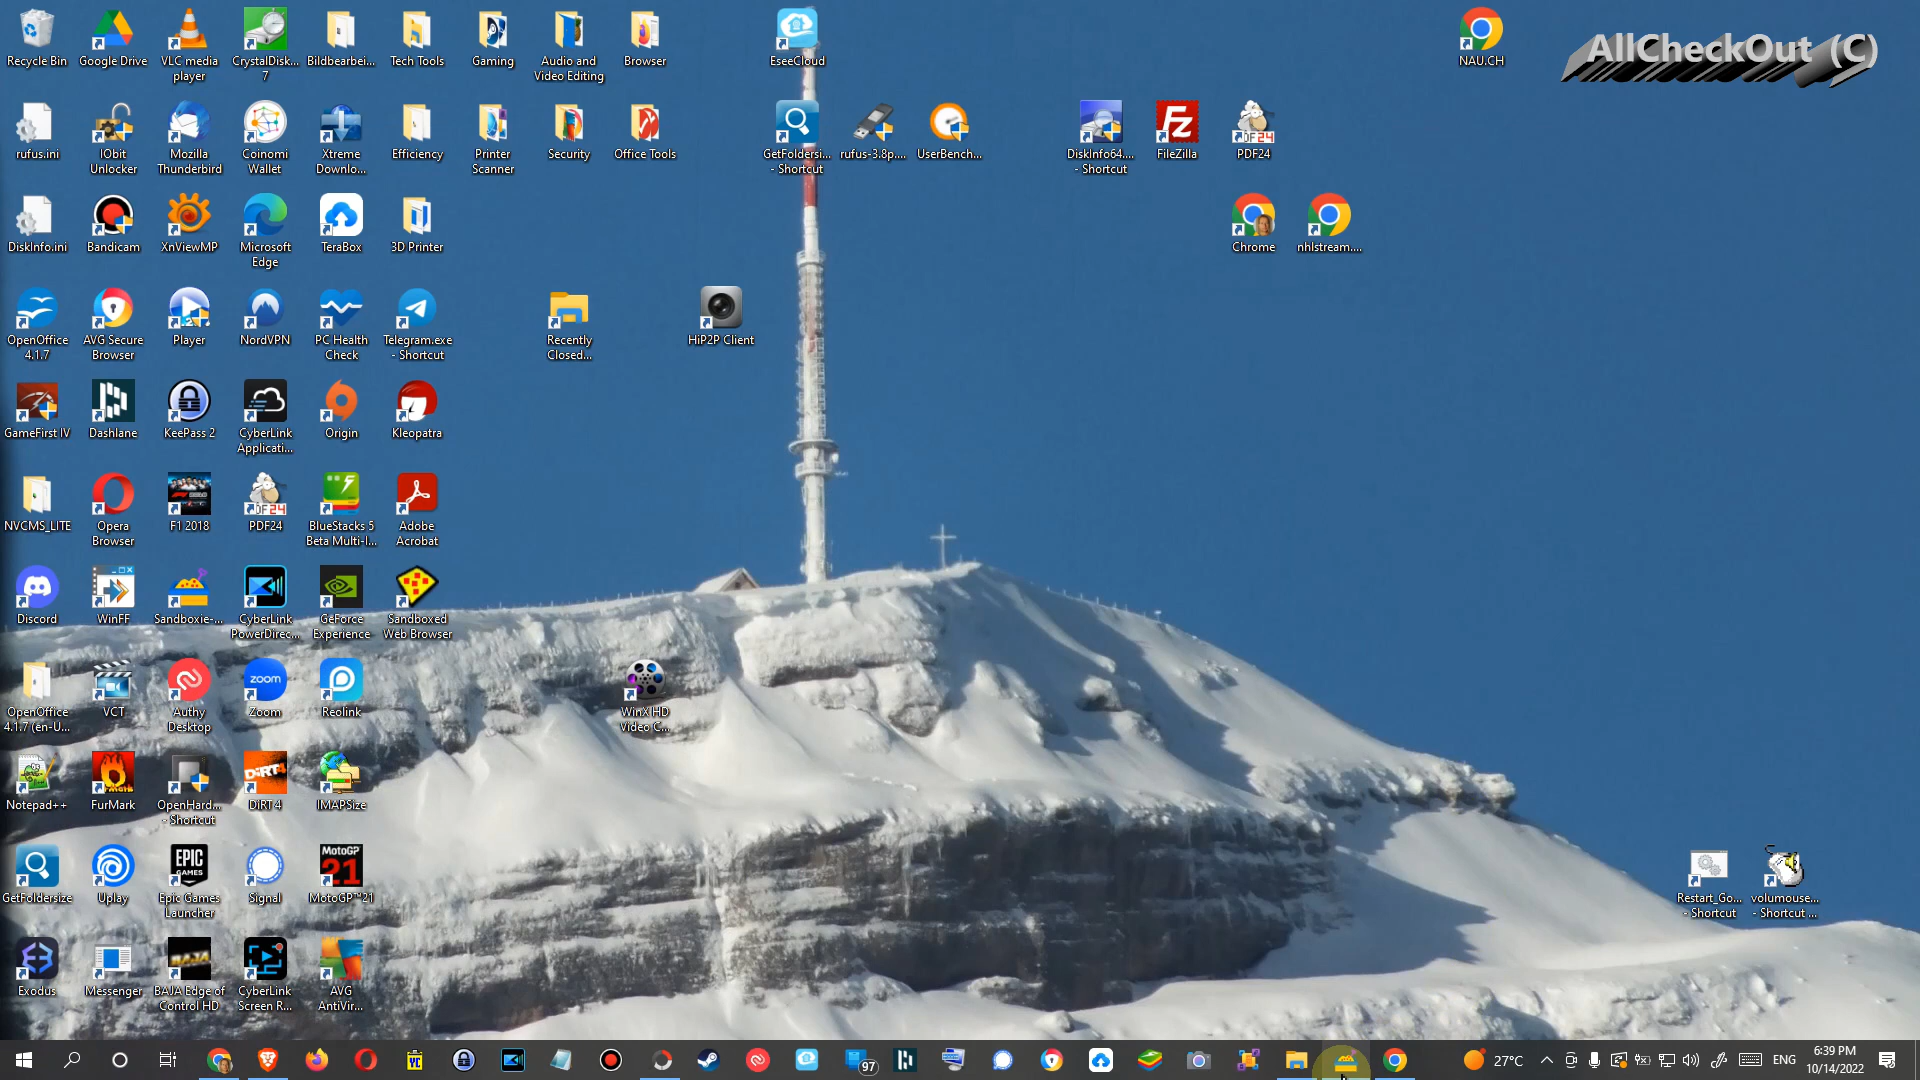 Recycle Bin
Google Drive
VLC media
player
CrystalDisk...
7
Bildbearbei...
Tech Tools
Gaming
Audio and
Video Editing
Browser
EseeCloud
NAU.CH
AllCheckOut (C)
rufus.ini
IObit
Unlocker
Mozilla
Thunderbird
Coinomi
Wallet
Xtreme
Downlo...
Efficiency
Printer
Scanner
Security
Office Tools
GetFoldersi...
- Shortcut
rufus-3.8p....
UserBench...
DiskInfo64....
- Shortcut
FileZilla
PDF24
DiskInfo.ini
Bandicam
XnViewMP
Microsoft
Edge
TeraBox
3D Printer
Chrome
nhlstream....
OpenOffice
4.1.7
AVG Secure
Browser
Player
NordVPN
PC Health
Check
Telegram.exe
- Shortcut
Recently
Closed...
HiP2P Client
GameFirst IV
Dashlane
KeePass 2
CyberLink
Applicati...
Origin
Kleopatra
NVCMS_LITE
Opera
Browser
F1 2018
PDF24
BlueStacks 5
Beta Multi-I...
Adobe
Acrobat
Discord
WinFF
Sandboxie-...
CyberLink
PowerDirec...
GeForce
Experience
Sandboxed
Web Browser
OpenOffice
4.1.7 (en-U...
VCT
Authy
Desktop
zoom
Zoom
Reolink
WinX HD
Video C...
Notepad++
FurMark
OpenHard...
- Shortcut
DiRT 4
IMAPSize
GetFoldersize
Uplay
EPIC
GAMES
Epic Games
Launcher
Signal
MotoGP
21
MotoGP™21
Restart_Go...
- Shortcut
volumouse...
- Shortcut ...
Exodus
Messenger
BAJA
BAJA Edge of
Control HD
CyberLink
Screen R...
AVG
AntiVir...
97
27°C
ENG
6:39 PM
10/14/2022